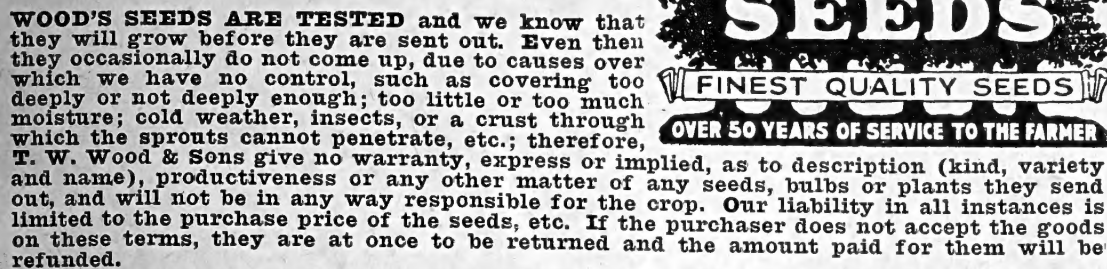 WOOD'S SEEDS ARE TESTED and we know that
they will grow before they are sent out. Even then
they occasionally do not come up, due to causes over
which we have no control, such as covering too
deeply or not deeply enough; too little or too much
moisture; cold weather, insects, or a crust through
which the sprouts cannot penetrate, etc.; therefore,
T. W. Wood & Sons give no warranty, express or implied, as to description (kind, variety
and name), productiveness or any other matter of any seeds, bulbs or plants they send
out, and will not be in any way responsible for the crop. Our liability in all instances is
limited to the purchase price of the seeds, etc. If the purchaser does not accept the goods
on these terms, they are at once to be returned and the amount paid for them will be
refunded.
SEEDS
FINEST QUALITY SEEDS
OVER 50 YEARS OF SERVICE TO THE FARMER